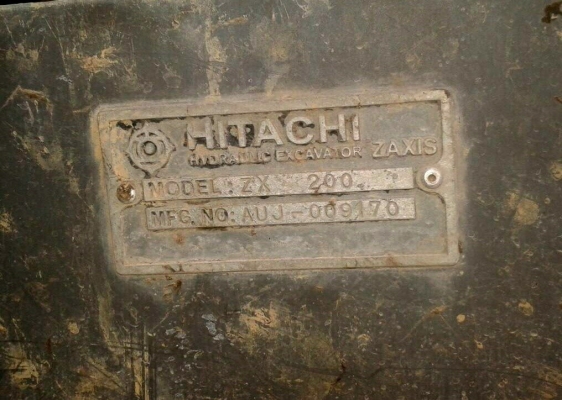 HITACHI
HYDRAULIC EXCAVATOR ZAXIS
MODEL: ZX 200
MFG. NO: AUJ-009170